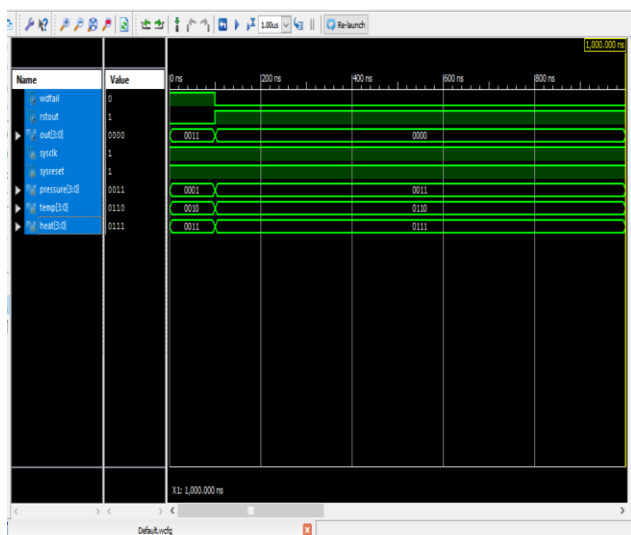 1.00us Re-launch
1,000.000 ns
Name Value 0 ns 200 ns 400 ns 600 ns 800 ns
wdfail 0
rstout 1
out[3:0] 0000 0011 0000
sysclk 1
sysreset 1
pressure[3:0] 0011 0001 0011
temp[3:0] 0110 0010 0110
heat[3:0] 0111 0011 0111
X1: 1,000.000 ns
Default.wcfg